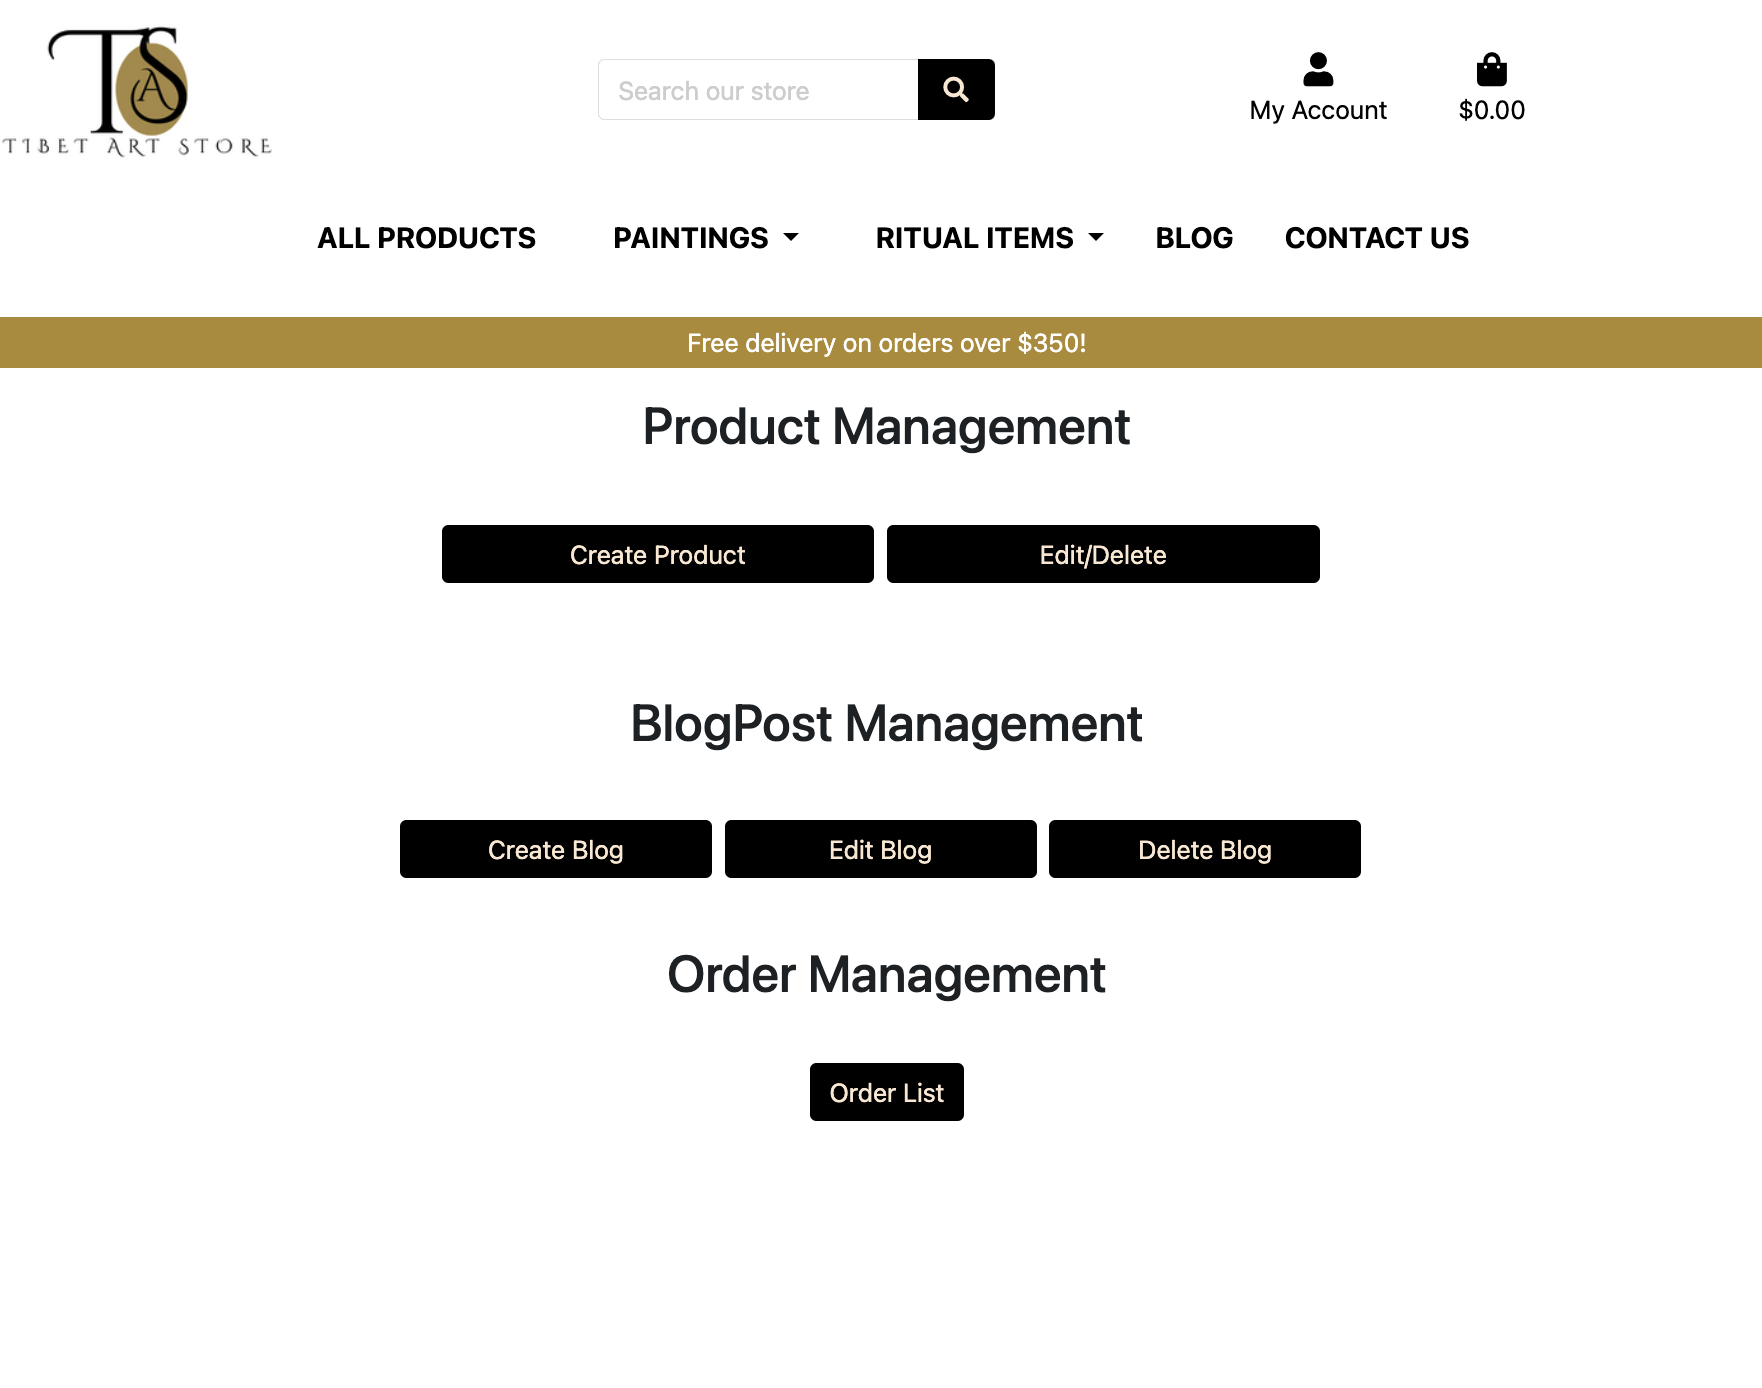 TSA
TIBET ART STORE
Search our store
My Account
$0.00
ALL PRODUCTS
PAINTINGS
RITUAL ITEMS
BLOG
CONTACT US
Free delivery on orders over $350!
Product Management
Create Product
Edit/Delete
BlogPost Management
Create Blog
Edit Blog
Delete Blog
Order Management
Order List